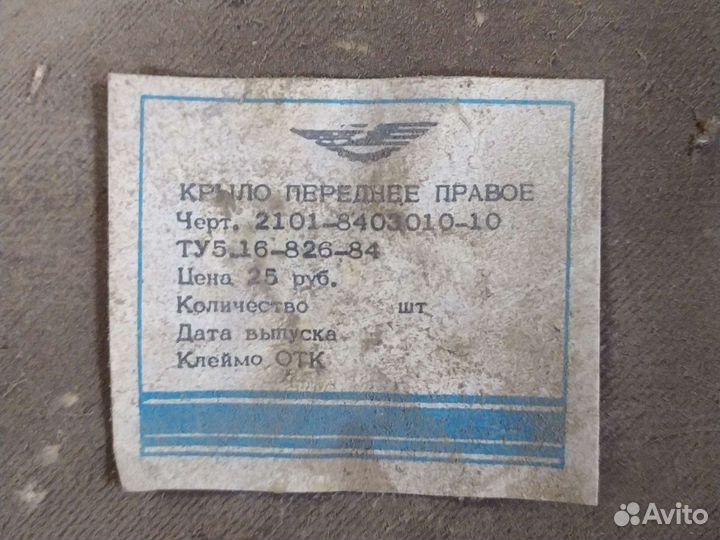 КРЫЛО ПЕРЕДНЕЕ ПРАВОЕ
Черт. 2101-8403010-10
ТУ5.16-826-84
Цена 25 руб.
Количество шт
Дата выпуска
Клеймо ОТК
Avito